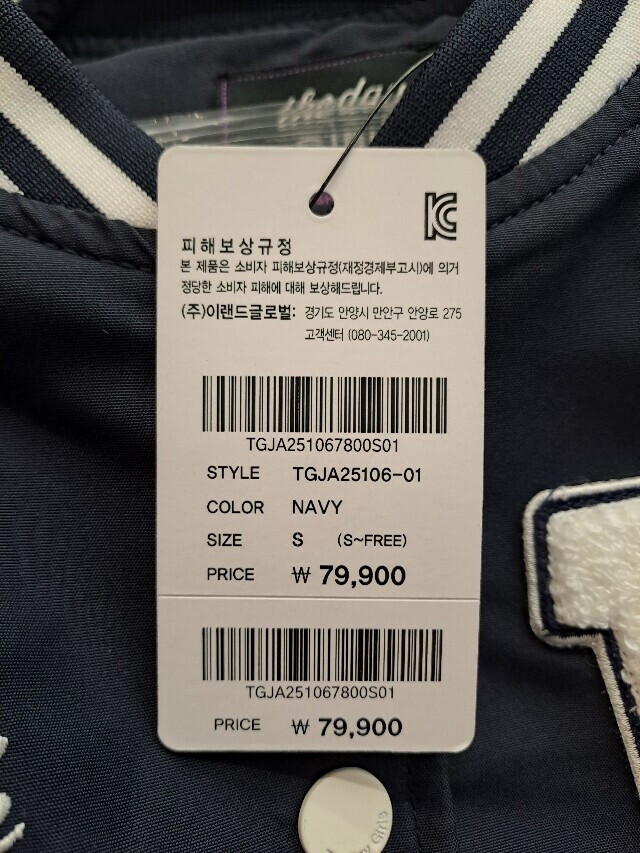 theday
KC
피해보상규정
본 제품은 소비자 피해보상규정(재정경제부고시)에 의거
정당한 소비자 피해에 대해 보상해드립니다.
(주)이랜드글로벌: 경기도 안양시 만안구 안양로 275
고객센터 (080-345-2001)
TGJA251067800S01
STYLE TGJA25106-01
COLOR NAVY
SIZE S (S~FREE)
PRICE ₩ 79,900
TGJA251067800S01
PRICE ₩ 79,900
Girls